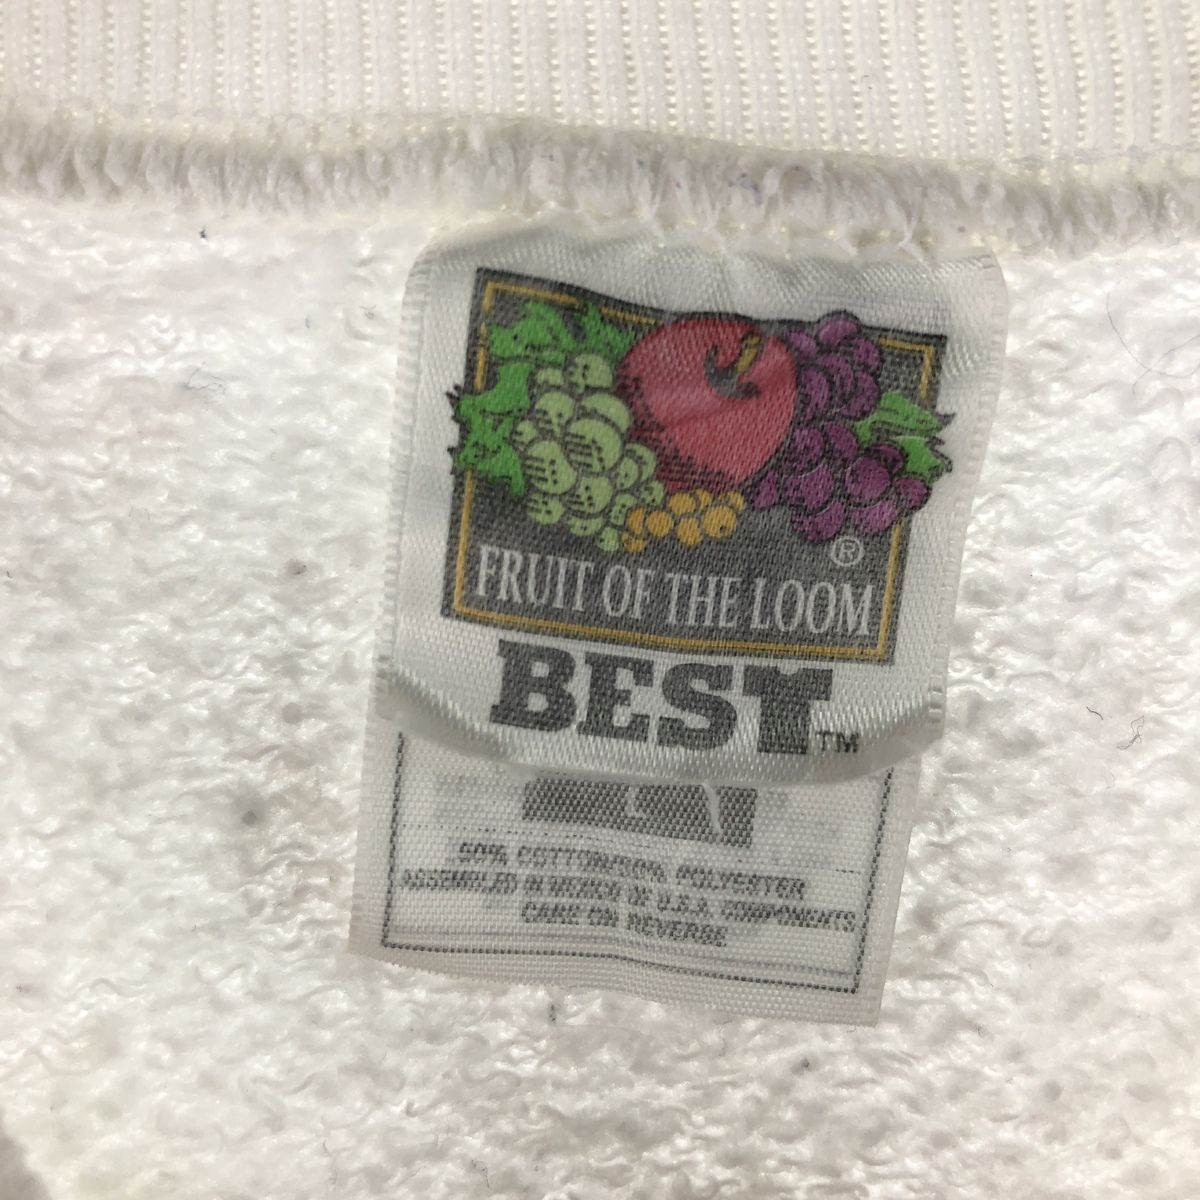 ®
FRUIT OF THE LOOM
BEST™
L
50% COTTON/50% POLYESTER
ASSEMBLED IN MEXICO OF U.S.A. COMPONENTS
CARE ON REVERSE